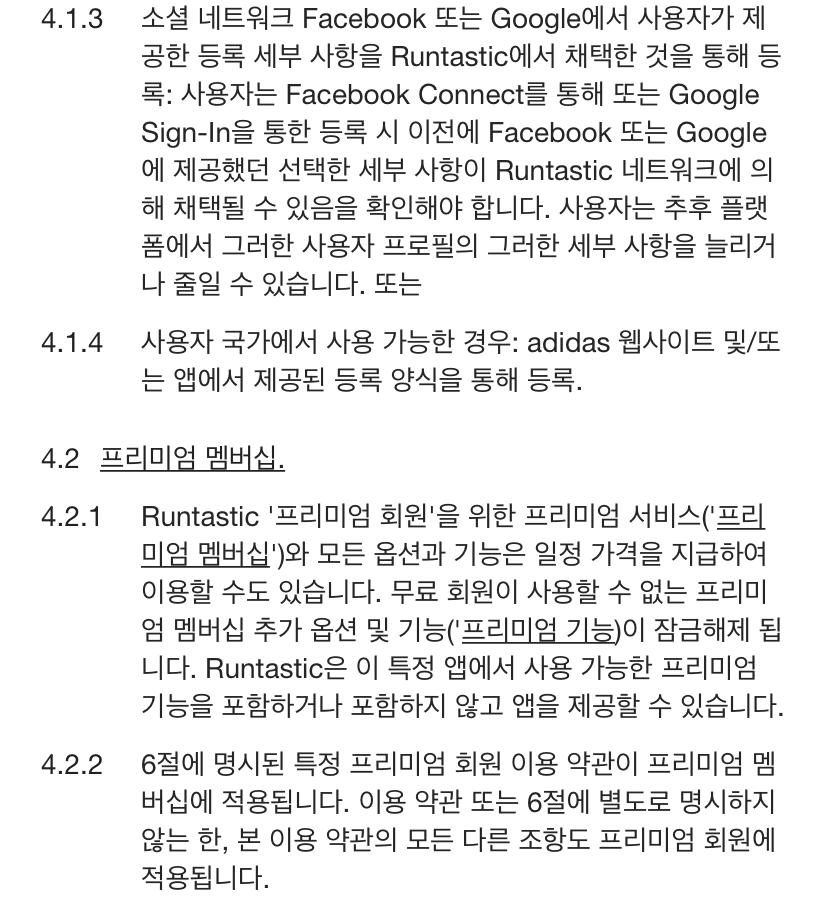 4.1.3 소셜 네트워크 Facebook 또는 Google에서 사용자가 제
공한 등록 세부 사항을 Runtastic에서 채택한 것을 통해 등
록: 사용자는 Facebook Connect를 통해 또는 Google
Sign-In을 통한 등록 시 이전에 Facebook 또는 Google
에 제공했던 선택한 세부 사항이 Runtastic 네트워크에 의
해 채택될 수 있음을 확인해야 합니다. 사용자는 추후 플랫
폼에서 그러한 사용자 프로필의 그러한 세부 사항을 늘리거
나 줄일 수 있습니다. 또는
4.1.4 사용자 국가에서 사용 가능한 경우: adidas 웹사이트 및/또
는 앱에서 제공된 등록 양식을 통해 등록.
4.2 프리미엄 멤버십.
4.2.1 Runtastic '프리미엄 회원'을 위한 프리미엄 서비스('프리
미엄 멤버십')와 모든 옵션과 기능은 일정 가격을 지급하여
이용할 수도 있습니다. 무료 회원이 사용할 수 없는 프리미
엄 멤버십 추가 옵션 및 기능('프리미엄 기능)이 잠금해제 됩
니다. Runtastic은 이 특정 앱에서 사용 가능한 프리미엄
기능을 포함하거나 포함하지 않고 앱을 제공할 수 있습니다.
4.2.2 6절에 명시된 특정 프리미엄 회원 이용 약관이 프리미엄 멤
버십에 적용됩니다. 이용 약관 또는 6절에 별도로 명시하지
않는 한, 본 이용 약관의 모든 다른 조항도 프리미엄 회원에
적용됩니다.